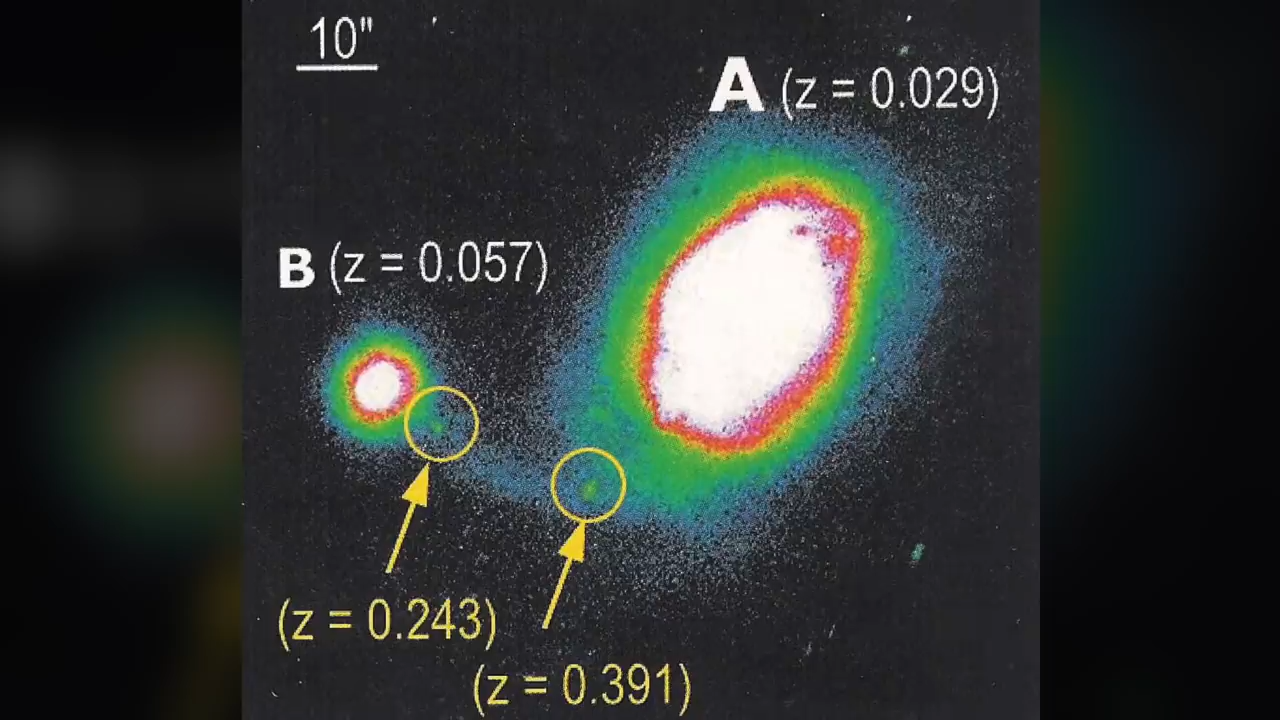 10"
A (z = 0.029)
B (z = 0.057)
(z = 0.243)
(z = 0.391)